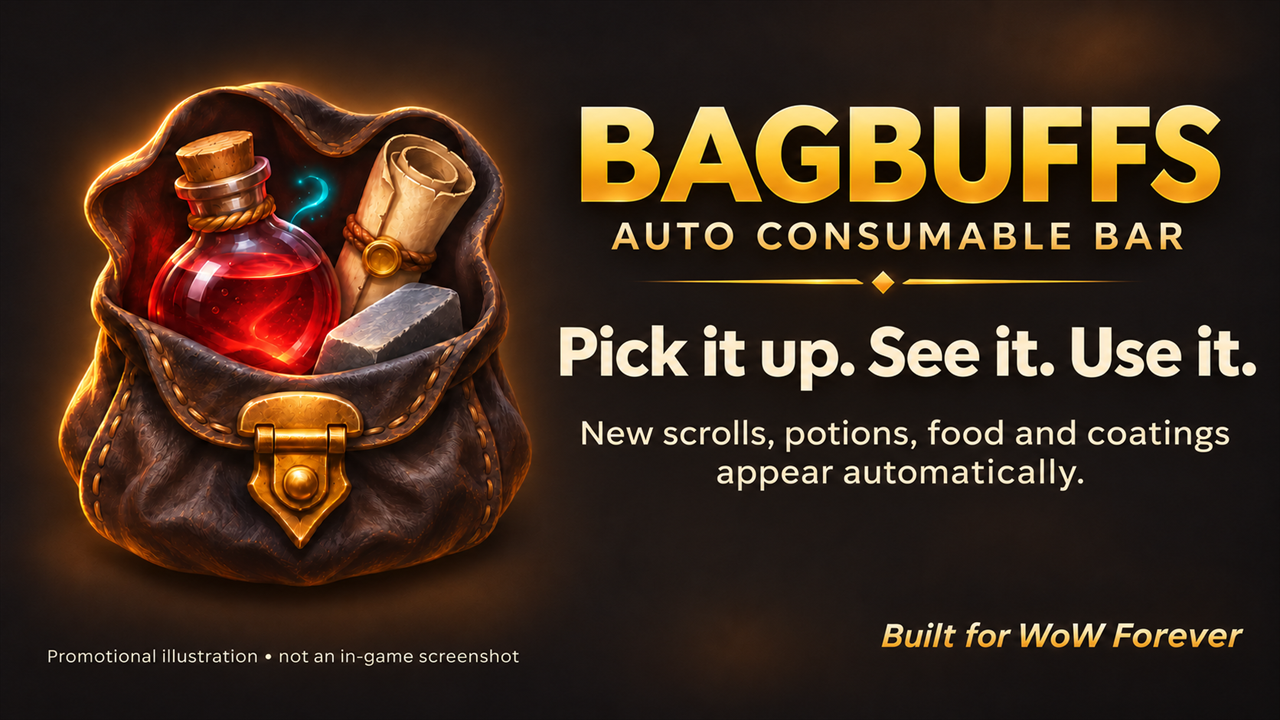 BAGBUFFS
AUTO CONSUMABLE BAR
Pick it up. See it. Use it.
New scrolls, potions, food and coatings
appear automatically.
Built for WoW Forever
Promotional illustration • not an in-game screenshot